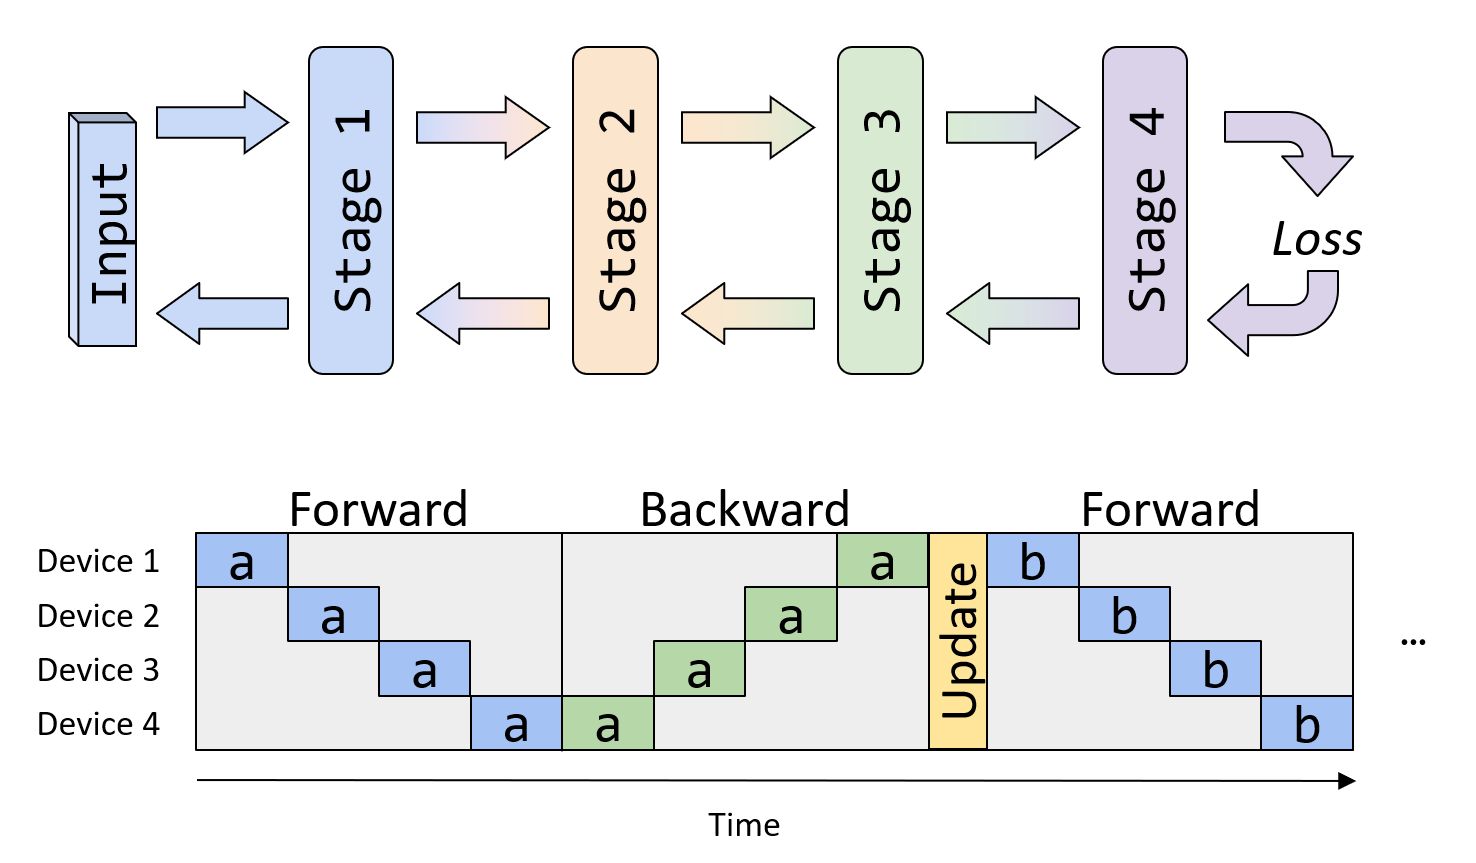 Input
Stage 1
Stage 2
Stage 3
Stage 4
Loss
Forward
Backward
Forward
Device 1
a
a
b
Device 2
a
a
b
Device 3
a
a
b
Device 4
a
a
b
Update
...
Time